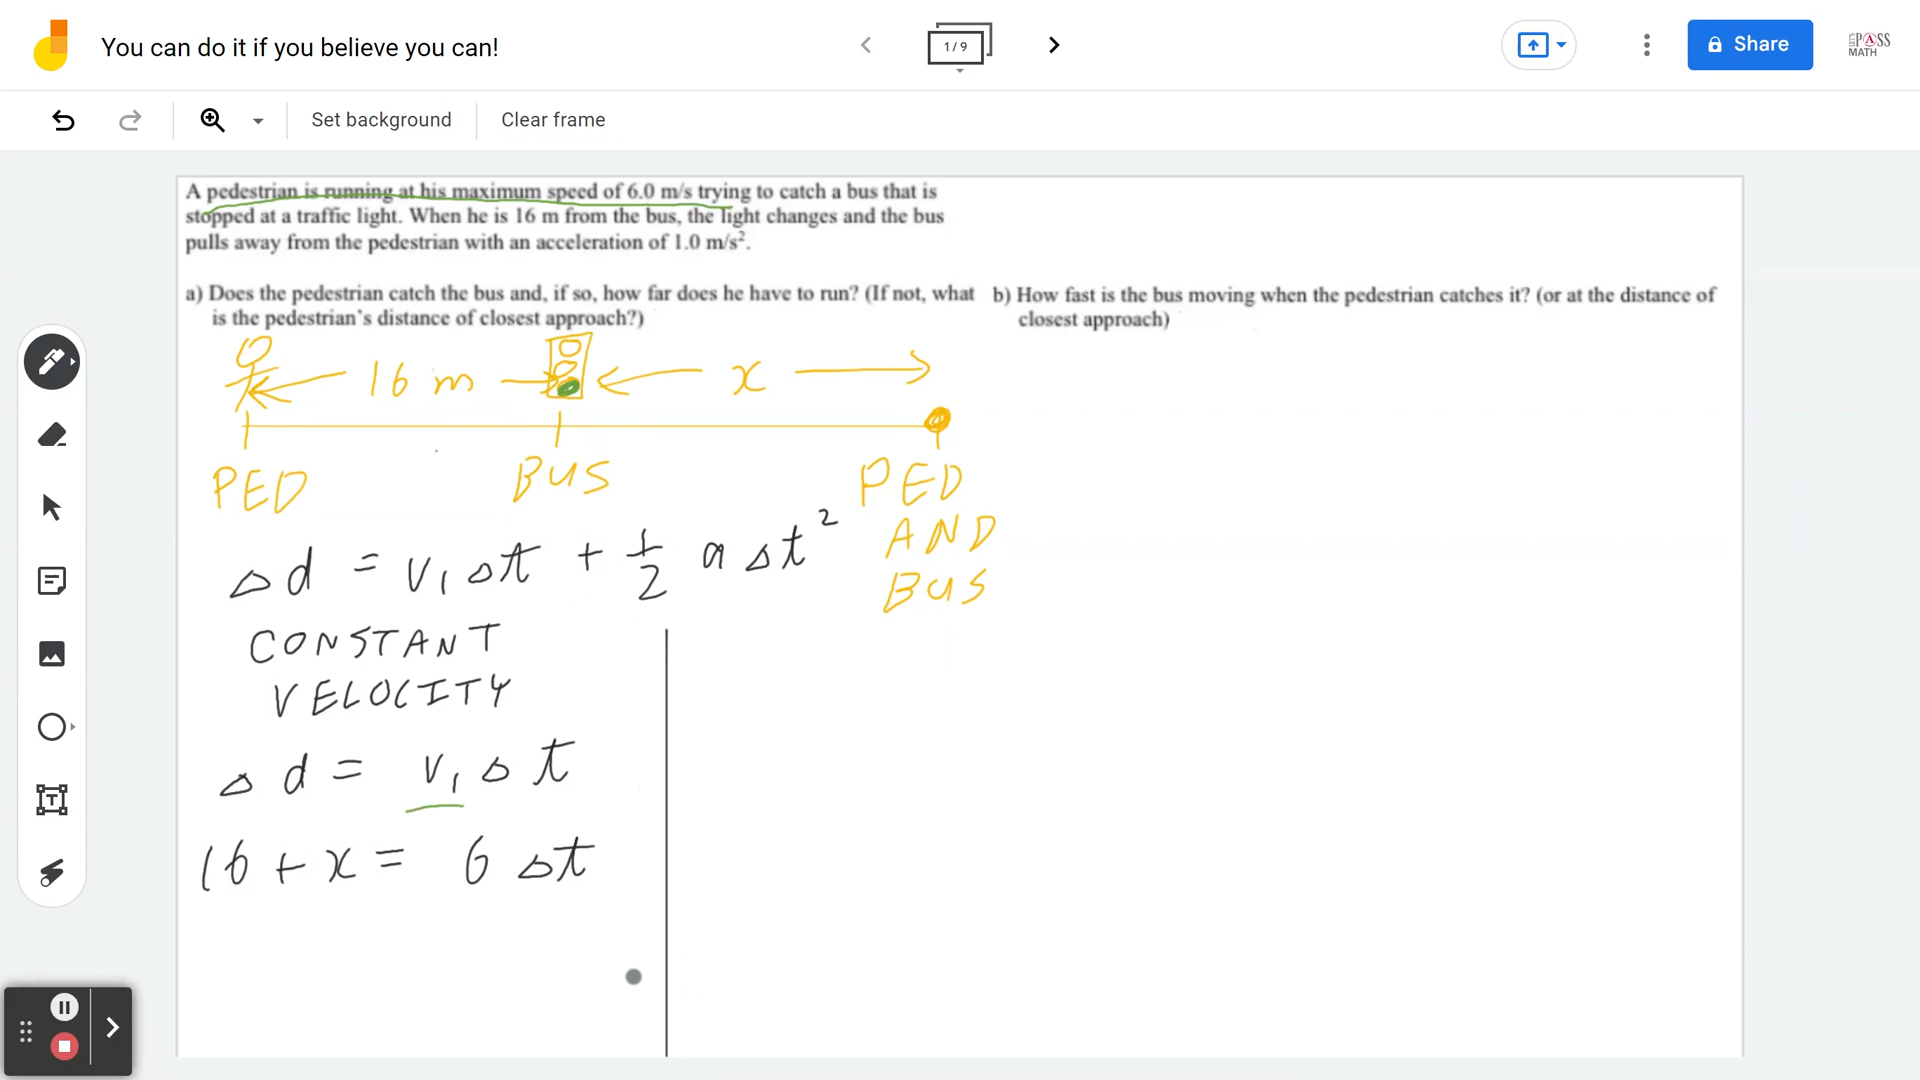 You can do it if you believe you can!
1 / 9
Share
PASS
MATH
Set background
Clear frame
A pedestrian is running at his maximum speed of 6.0 m/s trying to catch a bus that is
stopped at a traffic light. When he is 16 m from the bus, the light changes and the bus
pulls away from the pedestrian with an acceleration of 1.0 m/s².
a) Does the pedestrian catch the bus and, if so, how far does he have to run? (If not, what
is the pedestrian's distance of closest approach?)
b) How fast is the bus moving when the pedestrian catches it? (or at the distance of
closest approach)
16 m
x
PED
BUS
PED
AND
BUS
Δd = v₁Δt + 1/2 aΔt²
CONSTANT
VELOCITY
Δd = v₁Δt
16 + x = 6Δt